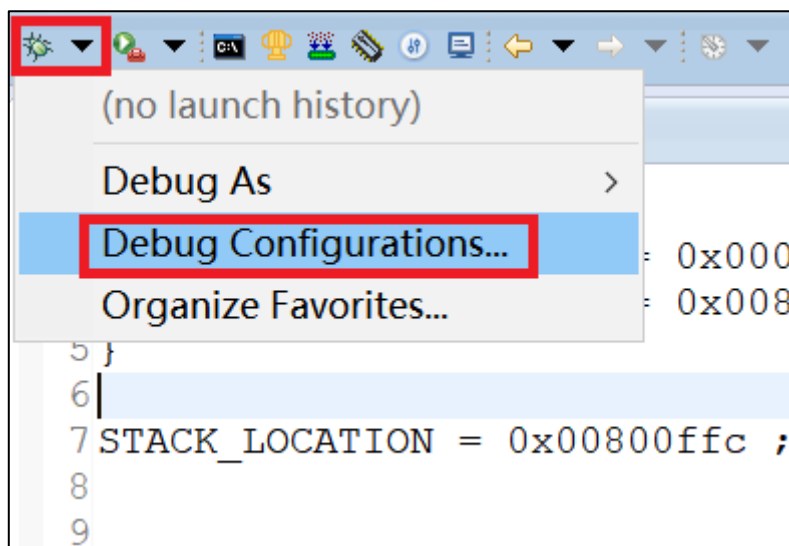 C:\
(no launch history)
Debug As
Debug Configurations...
= 0x000
Organize Favorites...
= 0x008
5 }
6
7 STACK_LOCATION = 0x00800ffc ;
8
9